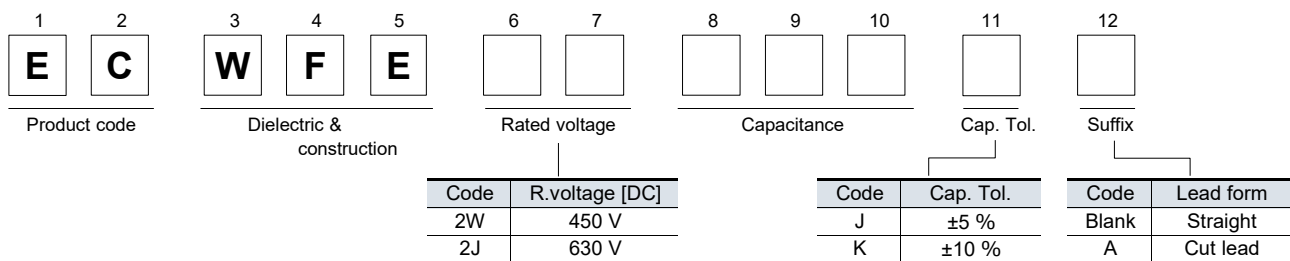 1 2 3 4 5 6 7 8 9 10 11 12
E C W F E
Product code Dielectric & construction Rated voltage Capacitance Cap. Tol. Suffix
Code R.voltage [DC]
2W 450 V
2J 630 V
Code Cap. Tol.
J ±5 %
K ±10 %
Code Lead form
Blank Straight
A Cut lead